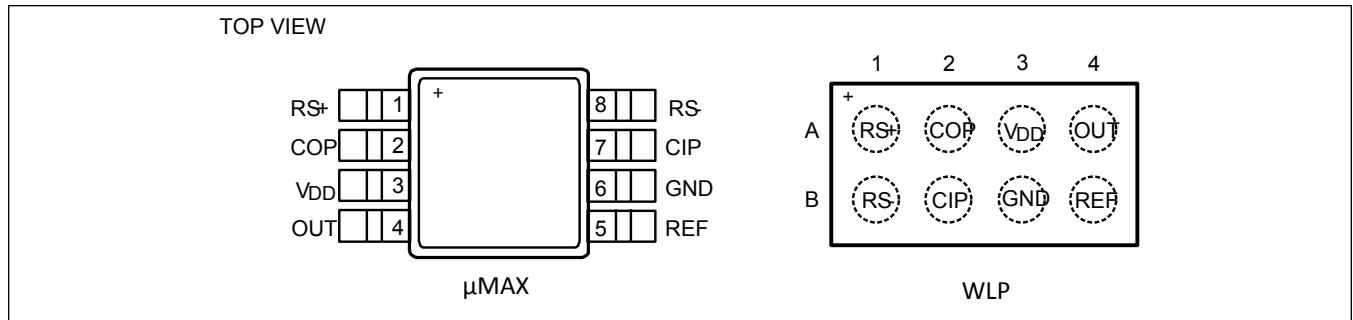 TOP VIEW
RS+ 1 + 8 RS-
COP 2 7 CIP
VDD 3 6 GND
OUT 4 5 REF
µMAX
1 2 3 4
+
A RS+ COP VDD OUT
B RS- CIP GND REF
WLP